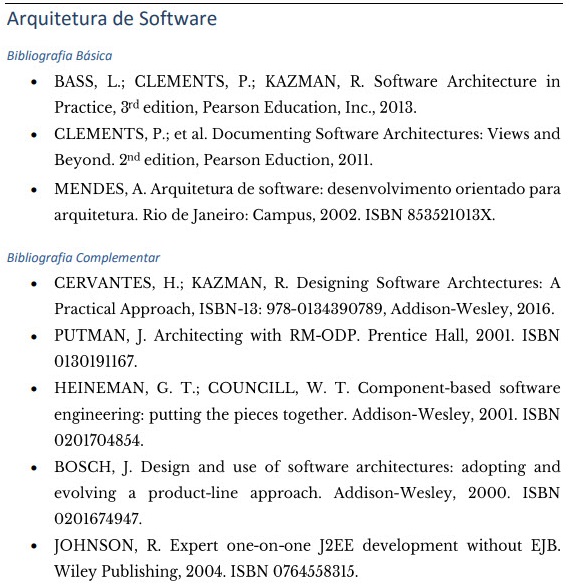 Arquitetura de Software
Bibliografia Básica
• BASS, L.; CLEMENTS, P.; KAZMAN, R. Software Architecture in
Practice, 3rd edition, Pearson Education, Inc., 2013.
• CLEMENTS, P.; et al. Documenting Software Architectures: Views and
Beyond. 2nd edition, Pearson Eduction, 2011.
• MENDES, A. Arquitetura de software: desenvolvimento orientado para
arquitetura. Rio de Janeiro: Campus, 2002. ISBN 853521013X.
Bibliografia Complementar
• CERVANTES, H.; KAZMAN, R. Designing Software Archtectures: A
Practical Approach, ISBN-13: 978-0134390789, Addison-Wesley, 2016.
• PUTMAN, J. Architecting with RM-ODP. Prentice Hall, 2001. ISBN
0130191167.
• HEINEMAN, G. T.; COUNCILL, W. T. Component-based software
engineering: putting the pieces together. Addison-Wesley, 2001. ISBN
0201704854.
• BOSCH, J. Design and use of software architectures: adopting and
evolving a product-line approach. Addison-Wesley, 2000. ISBN
0201674947.
• JOHNSON, R. Expert one-on-one J2EE development without EJB.
Wiley Publishing, 2004. ISBN 0764558315.